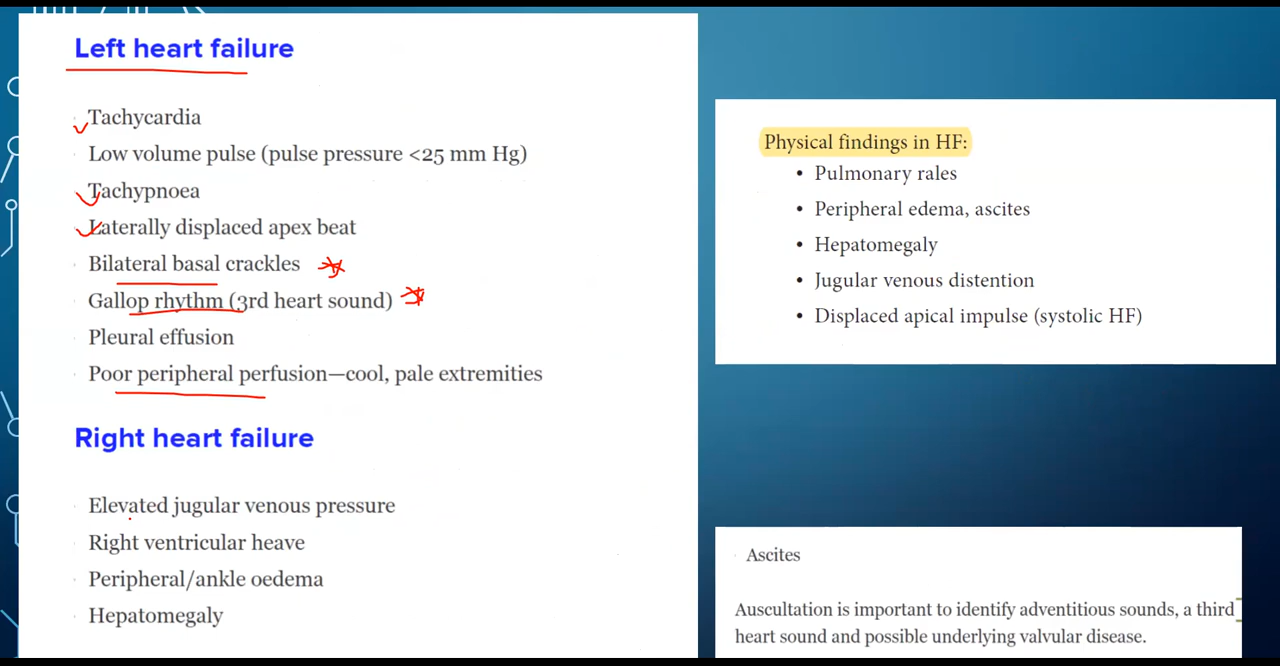 Left heart failure
Tachycardia
Low volume pulse (pulse pressure <25 mm Hg)
Tachypnoea
Laterally displaced apex beat
Bilateral basal crackles
Gallop rhythm (3rd heart sound)
Pleural effusion
Poor peripheral perfusion—cool, pale extremities
Right heart failure
Elevated jugular venous pressure
Right ventricular heave
Peripheral/ankle oedema
Hepatomegaly
Physical findings in HF:
• Pulmonary rales
• Peripheral edema, ascites
• Hepatomegaly
• Jugular venous distention
• Displaced apical impulse (systolic HF)
Ascites
Auscultation is important to identify adventitious sounds, a third
heart sound and possible underlying valvular disease.